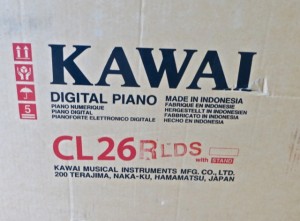 KAWAI
DIGITAL PIANO
PIANO NUMERIQUE
PIANO DIGITAL
PIANOFORTE ELETTRONICO DIGITALE
MADE IN INDONESIA
FABRIQUE EN INDONESIE
HERGESTELLT IN INDONESIEN
FABBRICATO IN INDONESIA
HECHO EN INDONESIA
5
CL26RLDS
with STAND
KAWAI MUSICAL INSTRUMENTS MFG. CO., LTD.
200 TERAJIMA, NAKA-KU, HAMAMATSU, JAPAN